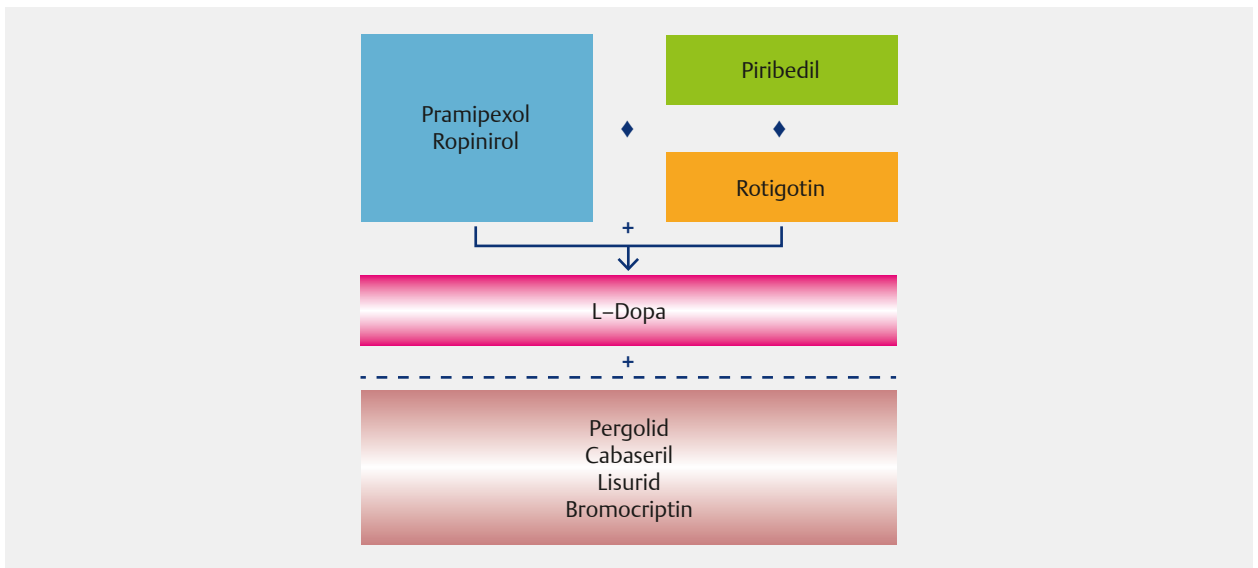 Pramipexol
Ropinirol
Piribedil
Rotigotin
+
L–Dopa
+
Pergolid
Cabaseril
Lisurid
Bromocriptin